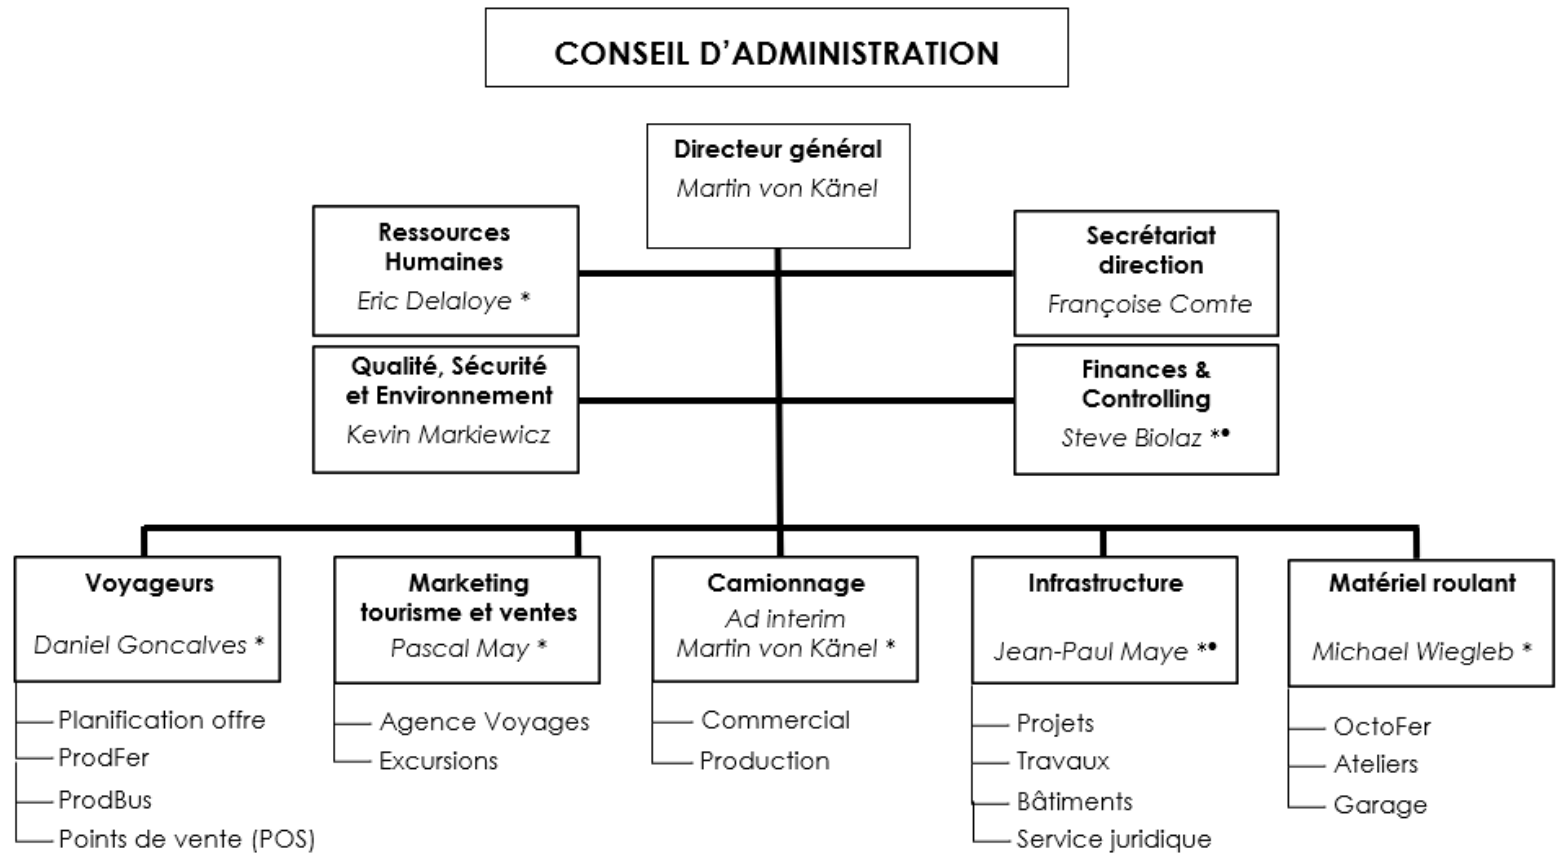 CONSEIL D’ADMINISTRATION
Directeur général
Martin von Känel
Ressources
Humaines
Eric Delaloye *
Secrétariat
direction
Françoise Comte
Qualité, Sécurité
et Environnement
Kevin Markiewicz
Finances &
Controlling
Steve Biolaz *•
Voyageurs
Daniel Goncalves *
Planification offre
ProdFer
ProdBus
Points de vente (POS)
Marketing
tourisme et ventes
Pascal May *
Agence Voyages
Excursions
Camionnage
Ad interim
Martin von Känel *
Commercial
Production
Infrastructure
Jean-Paul Maye *•
Projets
Travaux
Bâtiments
Service juridique
Matériel roulant
Michael Wiegleb *
OctoFer
Ateliers
Garage